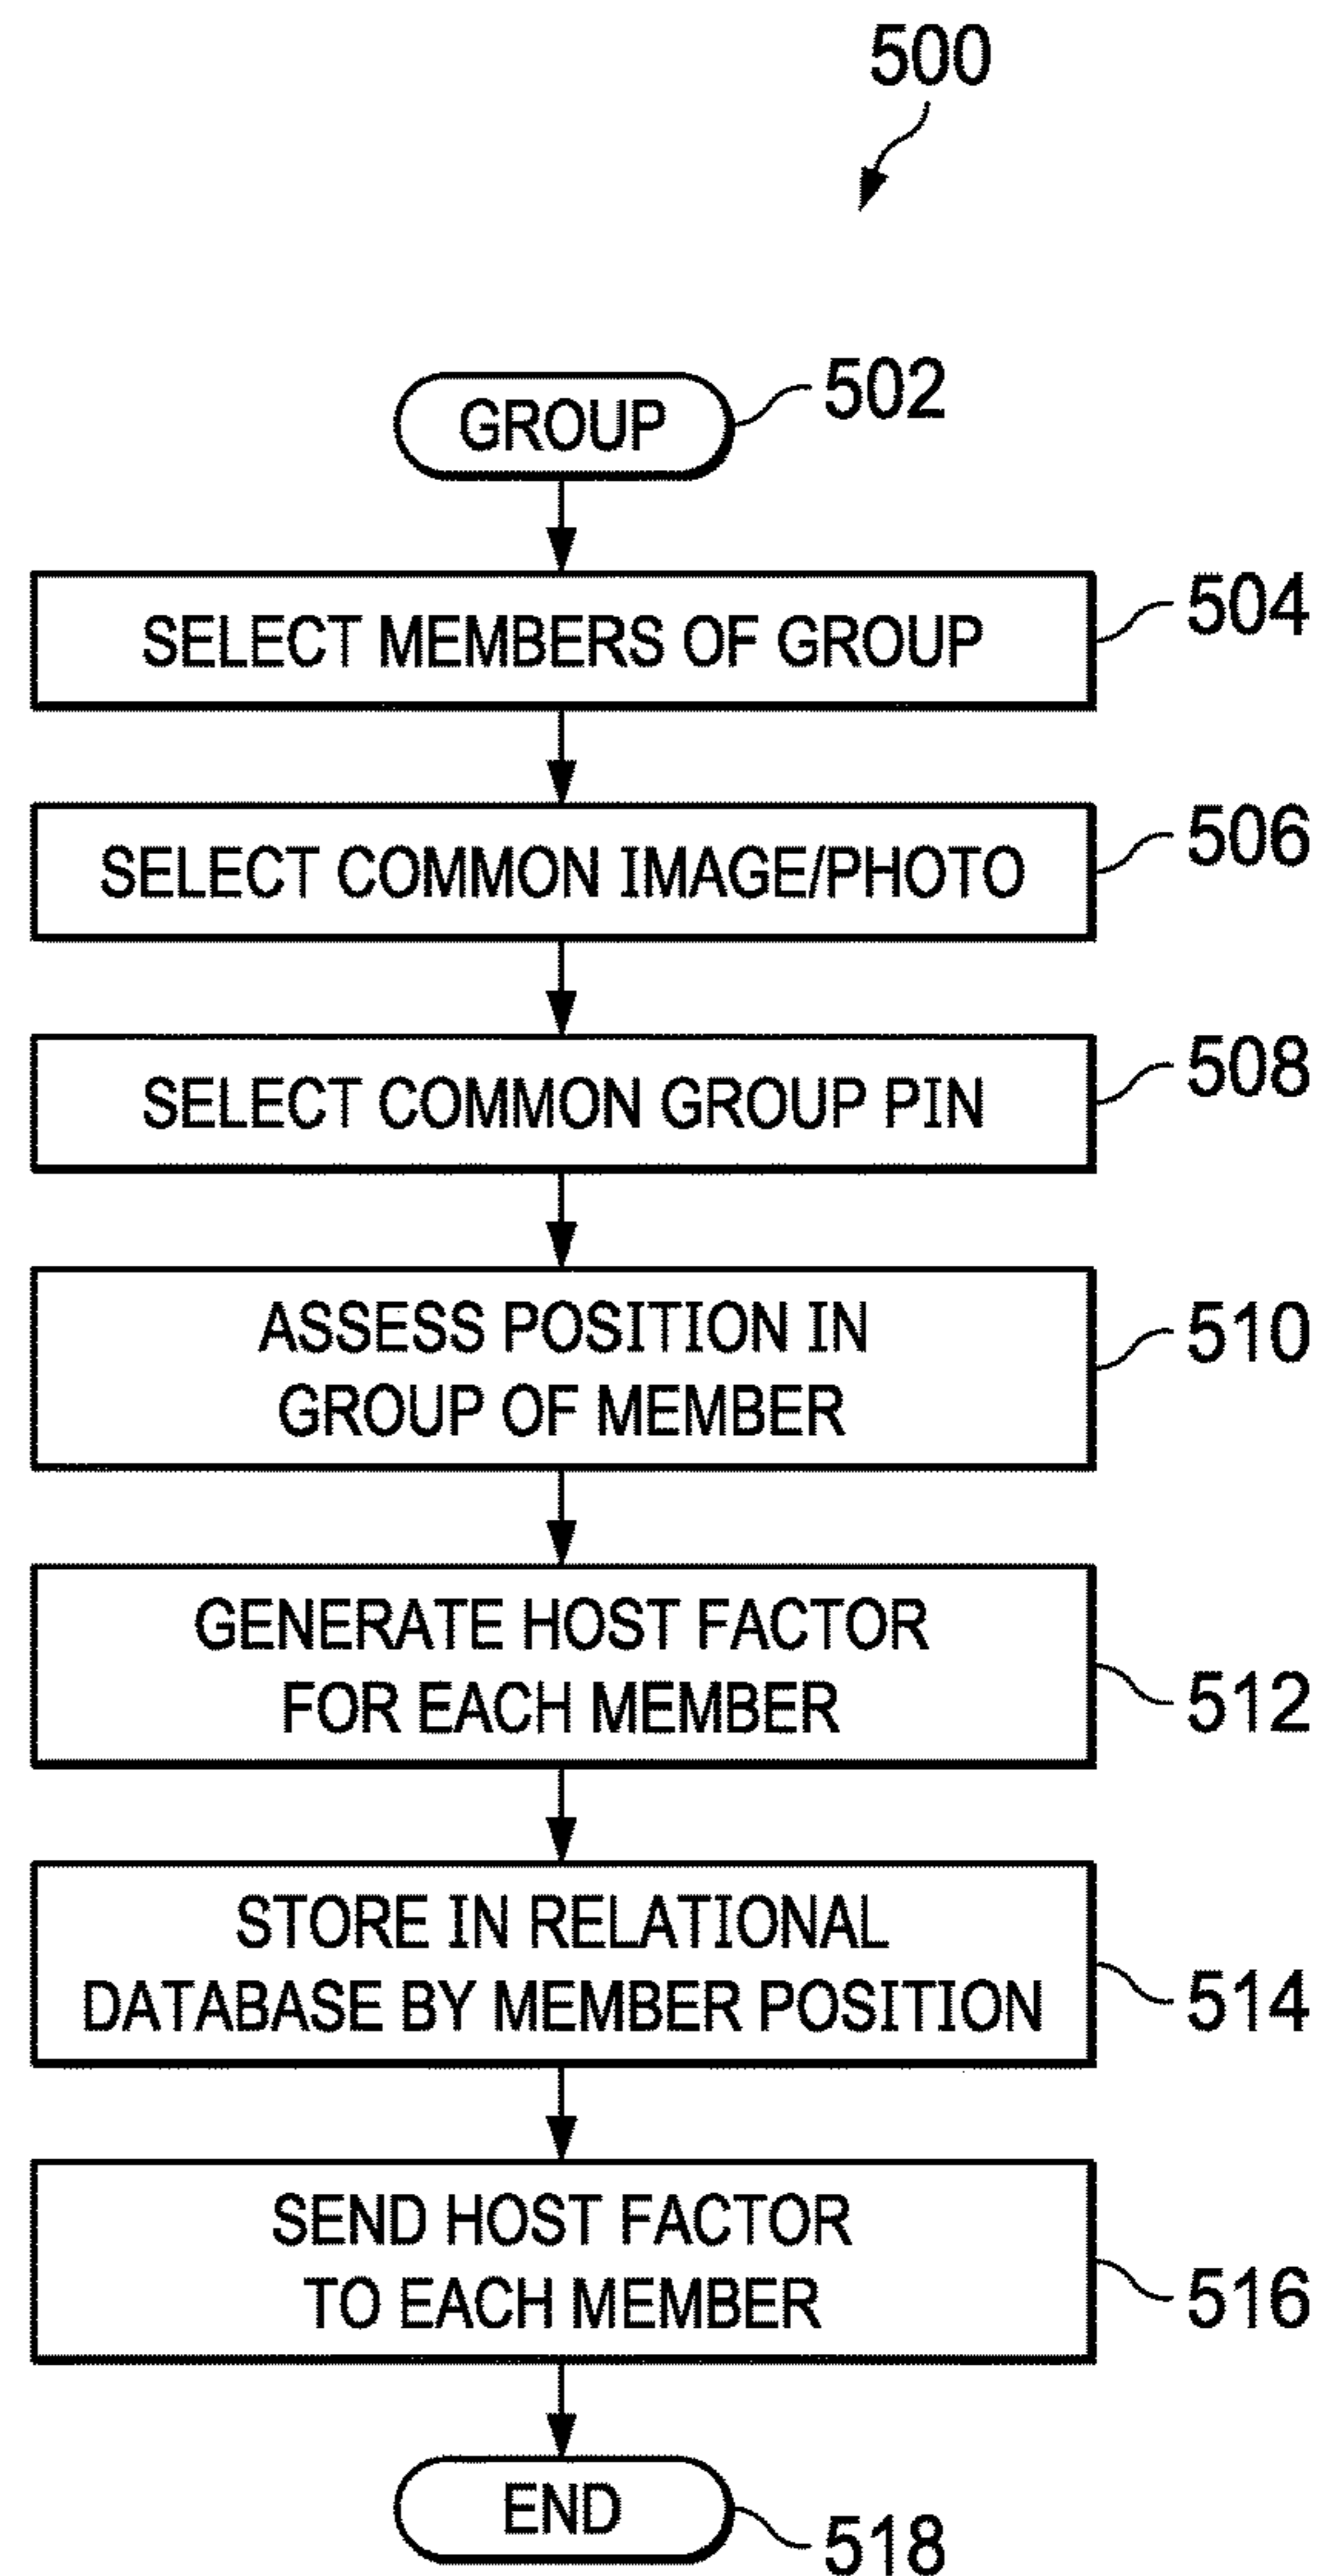 500
GROUP
502
SELECT MEMBERS OF GROUP
504
SELECT COMMON IMAGE/PHOTO
506
SELECT COMMON GROUP PIN
508
ASSESS POSITION IN
GROUP OF MEMBER
510
GENERATE HOST FACTOR
FOR EACH MEMBER
512
STORE IN RELATIONAL
DATABASE BY MEMBER POSITION
514
SEND HOST FACTOR
TO EACH MEMBER
516
END
518